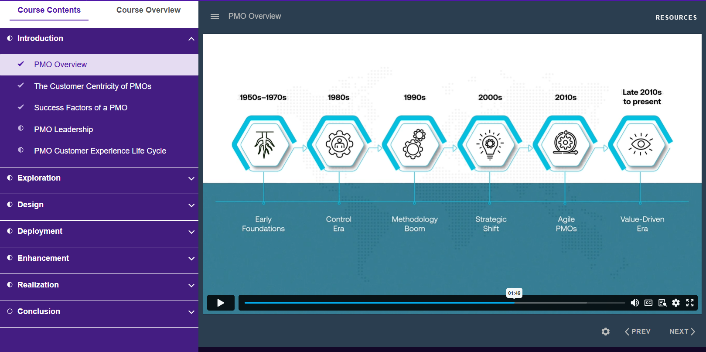 Course Contents
Course Overview
Introduction
PMO Overview
The Customer Centricity of PMOs
Success Factors of a PMO
PMO Leadership
PMO Customer Experience Life Cycle
Exploration
Design
Deployment
Enhancement
Realization
Conclusion
PMO Overview
RESOURCES
1950s–1970s
1980s
1990s
2000s
2010s
Late 2010s
to present
Early
Foundations
Control
Era
Methodology
Boom
Strategic
Shift
Agile
PMOs
Value-Driven
Era
01:46
CC
PREV
NEXT